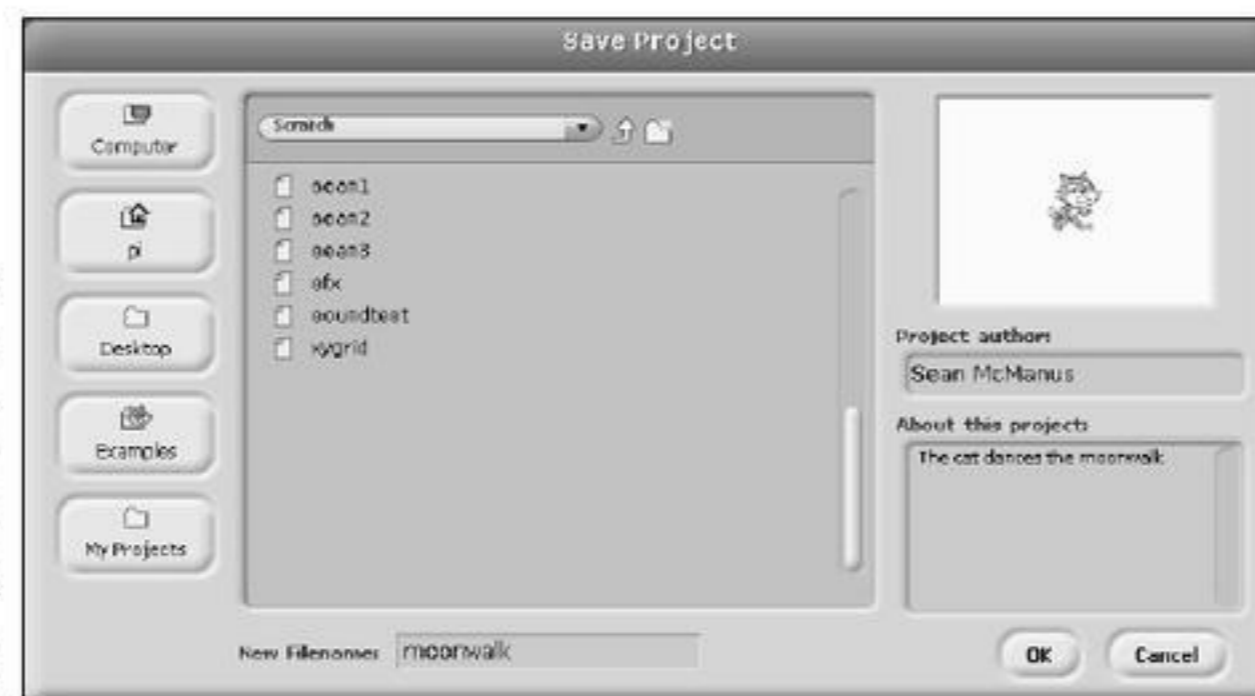 Save Project
Computer
pi
Desktop
Examples
My Projects
Scratch
sean1
sean2
sean3
sfx
soundtest
xygrid
Project author:
Sean McManus
About this project:
The cat dances the moonwalk
New Filename:
moonwalk
OK
Cancel